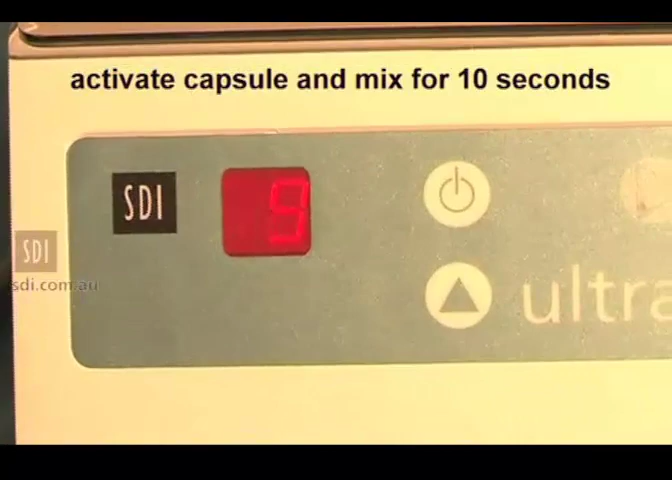 activate capsule and mix for 10 seconds
SDI
9
SDI
sdi.com.au
ultra